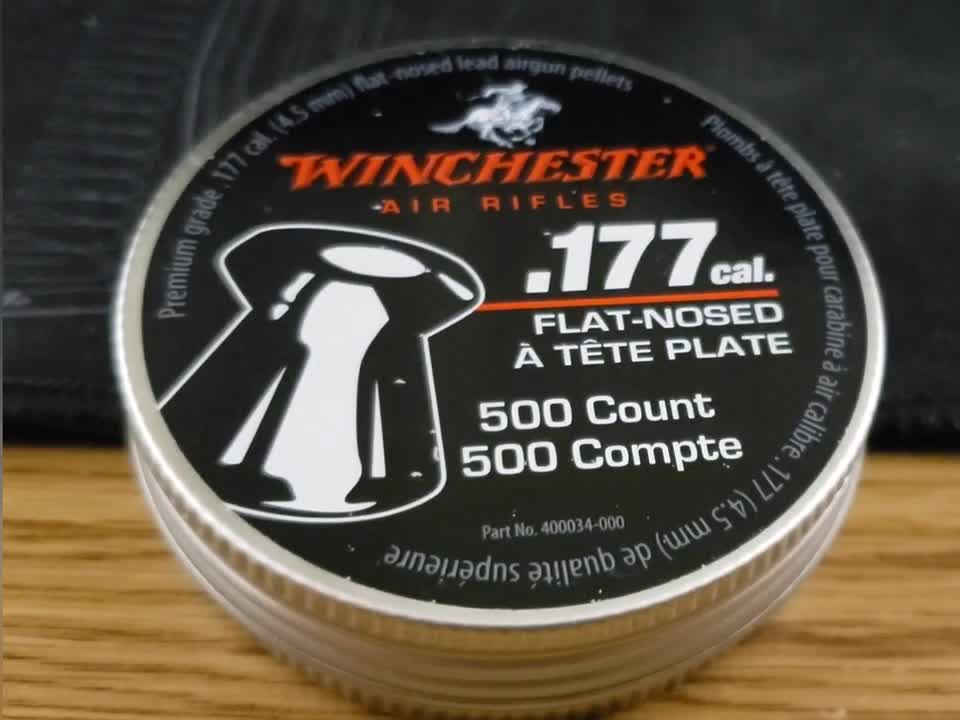 Premium grade .177 cal. (4.5 mm) flat-nosed lead airgun pellets
WINCHESTER
AIR RIFLES
.177 cal.
FLAT-NOSED
À TÊTE PLATE
500 Count
500 Compte
Part No. 400034-000
Plombs à tête plate pour carabine à air calibre .177 (4.5 mm) de qualité supérieure